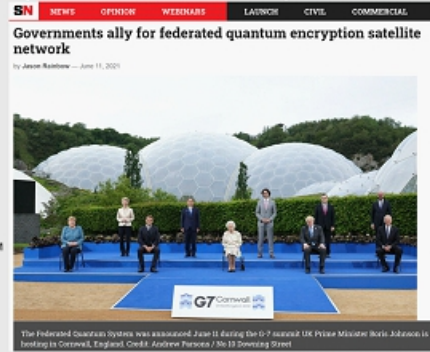 SN NEWS OPINION WEBINARS LAUNCH CIVIL COMMERCIAL
Governments ally for federated quantum encryption satellite
network
by Jason Rainbow — June 11, 2021
G7 Cornwall
The Federated Quantum System was announced June 11 during the G-7 summit UK Prime Minister Boris Johnson is
hosting in Cornwall, England. Credit: Andrew Parsons / No 10 Downing Street